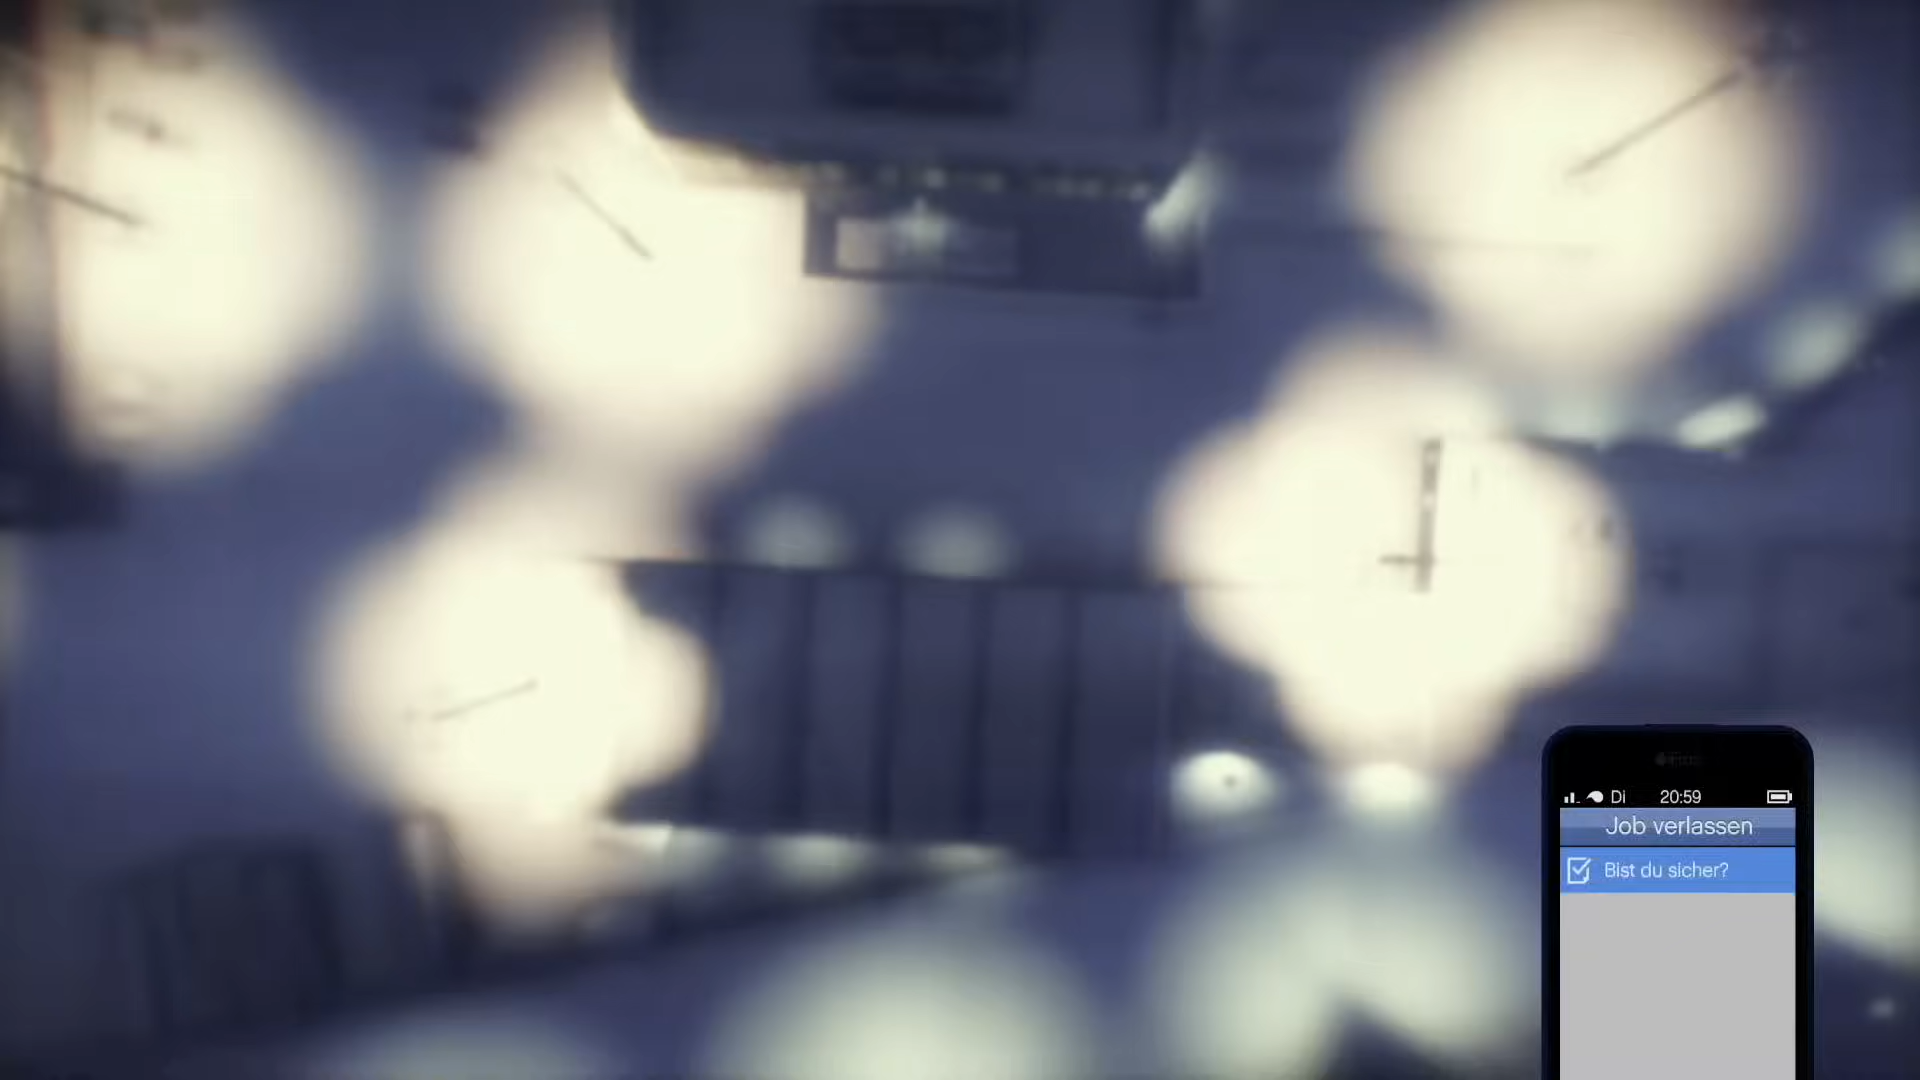 Di 20:59
Job verlassen
Bist du sicher?